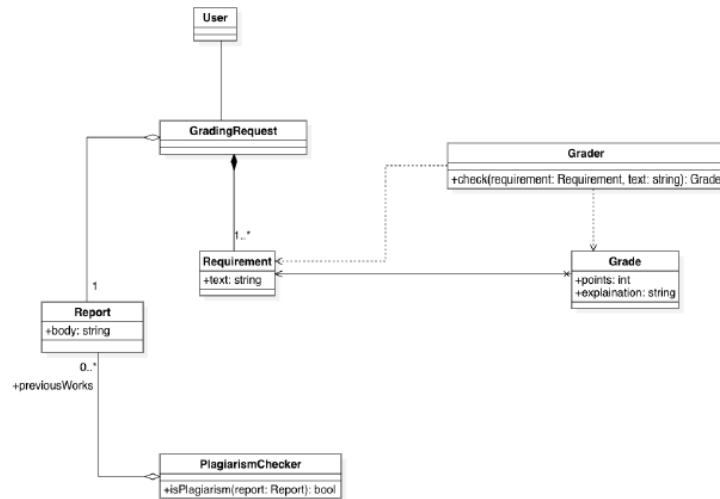 User
GradingRequest
Grader
+check(requirement: Requirement, text: string): Grade
1..*
Requirement
+text: string
Grade
+points: int
+explaination: string
1
Report
+body: string
0..*
+previousWorks
PlagiarismChecker
+isPlagiarism(report: Report): bool